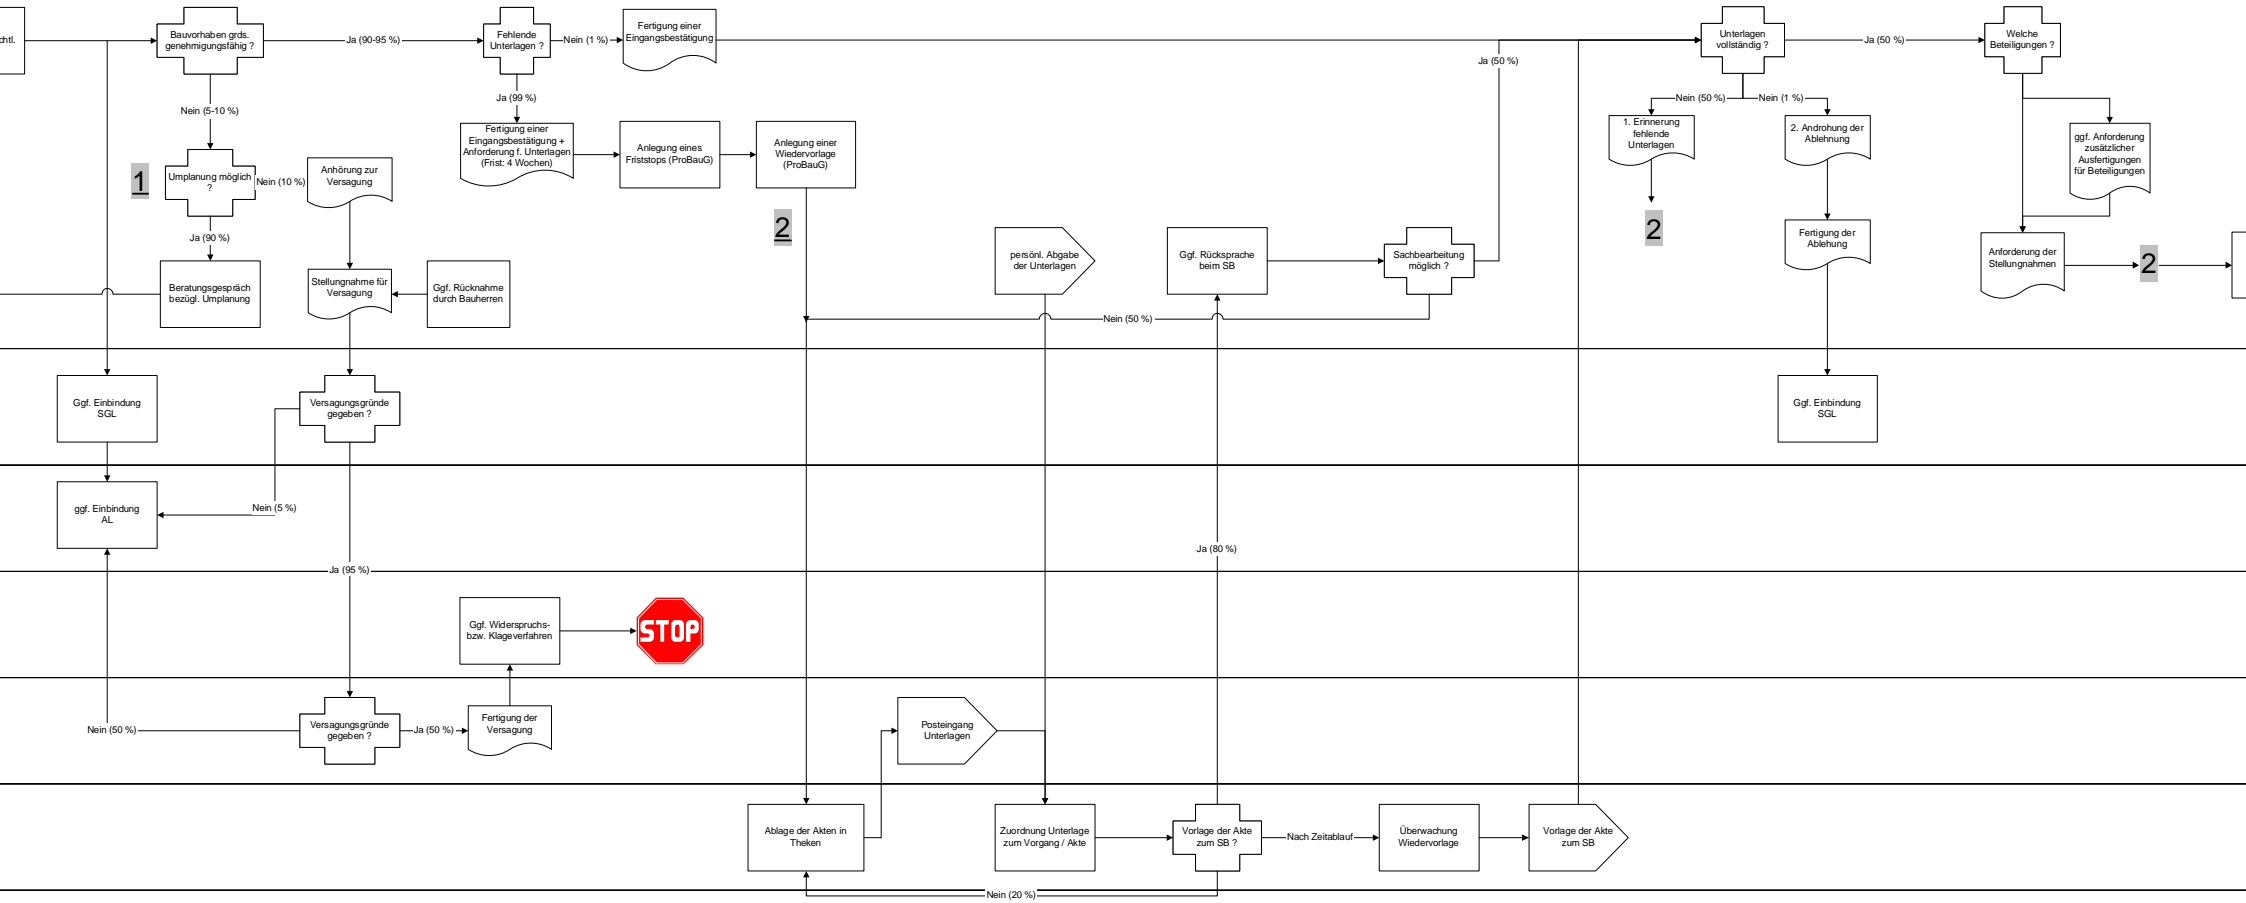 chtl.
Bauvorhaben grds.
genehmigungsfähig ?
Ja (90-95 %)
Fehlende
Unterlagen ?
Nein (1 %)
Fertigung einer
Eingangsbestätigung
Unterlagen
vollständig ?
Ja (50 %)
Welche
Beteiligungen ?
Ja (50 %)
Nein (5-10 %)
Ja (99 %)
Nein (50 %)
Nein (1 %)
Fertigung einer
Eingangsbestätigung +
Anforderung f. Unterlagen
(Frist: 4 Wochen)
Anlegung eines
Friststops (ProBauG)
Anlegung einer
Wiedervorlage
(ProBauG)
1. Erinnerung
fehlende
Unterlagen
2. Androhung der
Ablehnung
ggf. Anforderung
zusätzlicher
Ausfertigungen
für Beteiligungen
1
Umplanung möglich
?
Nein (10 %)
Anhörung zur
Versagung
2
2
Ja (90 %)
Fertigung der
Ablehung
persönl. Abgabe
der Unterlagen
Ggf. Rücksprache
beim SB
Sachbearbeitung
möglich ?
Anforderung der
Stellungnahmen
2
Beratungsgespräch
bezügl. Umplanung
Stellungnahme für
Versagung
Ggf. Rücknahme
durch Bauherren
Nein (50 %)
Ggf. Einbindung
SGL
Versagungsgründe
gegeben ?
Ggf. Einbindung
SGL
ggf. Einbindung
AL
Nein (5 %)
Ja (80 %)
Ja (95 %)
Ggf. Widerspruchs-
bzw. Klageverfahren
STOP
Nein (50 %)
Versagungsgründe
gegeben ?
Ja (50 %)
Fertigung der
Versagung
Posteingang
Unterlagen
Ablage der Akten in
Theken
Zuordnung Unterlage
zum Vorgang / Akte
Vorlage der Akte
zum SB ?
Nach Zeitablauf
Überwachung
Wiedervorlage
Vorlage der Akte
zum SB
Nein (20 %)